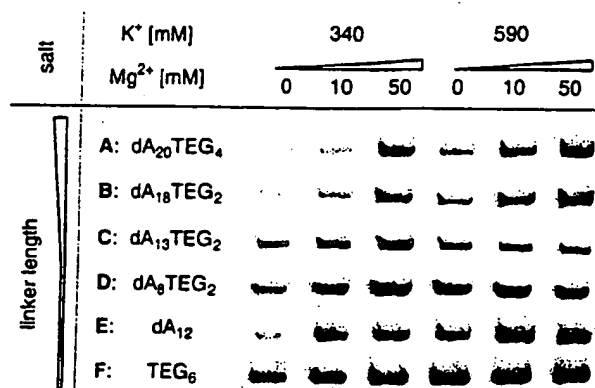 salt
K⁺ [mM] 340 590
Mg²⁺ [mM]
0 10 50 0 10 50
linker length
A: dA₂₀TEG₄
B: dA₁₈TEG₂
C: dA₁₃TEG₂
D: dA₈TEG₂
E: dA₁₂
F: TEG₆